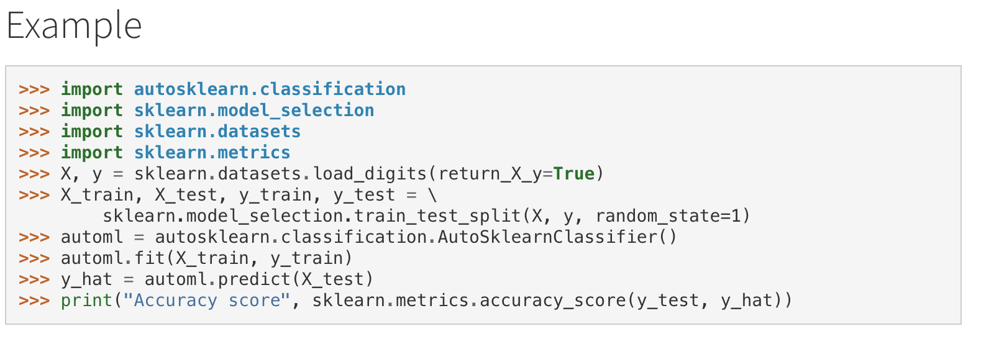 Example
>>> import autosklearn.classification
>>> import sklearn.model_selection
>>> import sklearn.datasets
>>> import sklearn.metrics
>>> X, y = sklearn.datasets.load_digits(return_X_y=True)
>>> X_train, X_test, y_train, y_test = \
        sklearn.model_selection.train_test_split(X, y, random_state=1)
>>> automl = autosklearn.classification.AutoSklearnClassifier()
>>> automl.fit(X_train, y_train)
>>> y_hat = automl.predict(X_test)
>>> print("Accuracy score", sklearn.metrics.accuracy_score(y_test, y_hat))